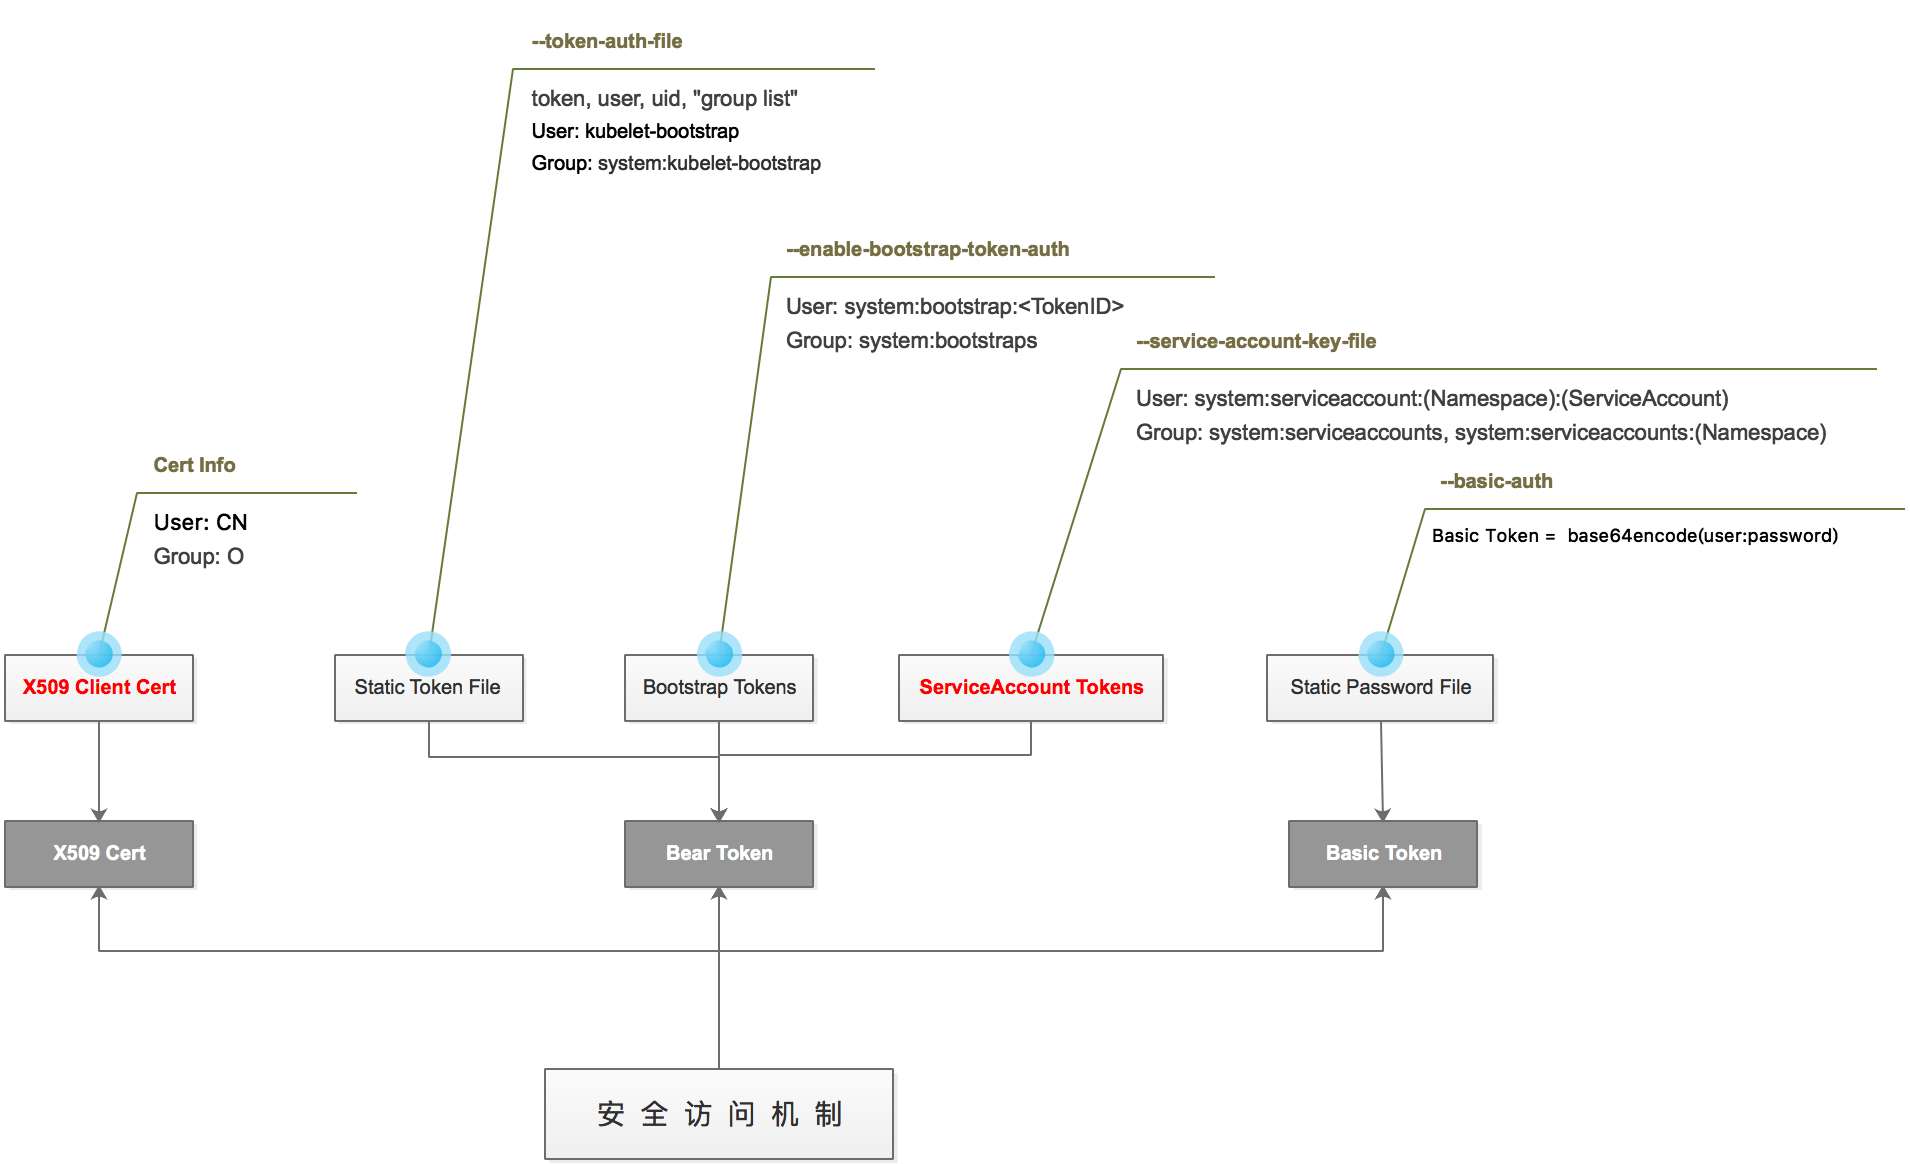 --token-auth-file
token, user, uid, "group list"
User: kubelet-bootstrap
Group: system:kubelet-bootstrap
--enable-bootstrap-token-auth
User: system:bootstrap:<TokenID>
Group: system:bootstraps
--service-account-key-file
User: system:serviceaccount:(Namespace):(ServiceAccount)
Group: system:serviceaccounts, system:serviceaccounts:(Namespace)
Cert Info
User: CN
Group: O
--basic-auth
Basic Token =  base64encode(user:password)
X509 Client Cert
Static Token File
Bootstrap Tokens
ServiceAccount Tokens
Static Password File
X509 Cert
Bear Token
Basic Token
安 全 访 问 机 制